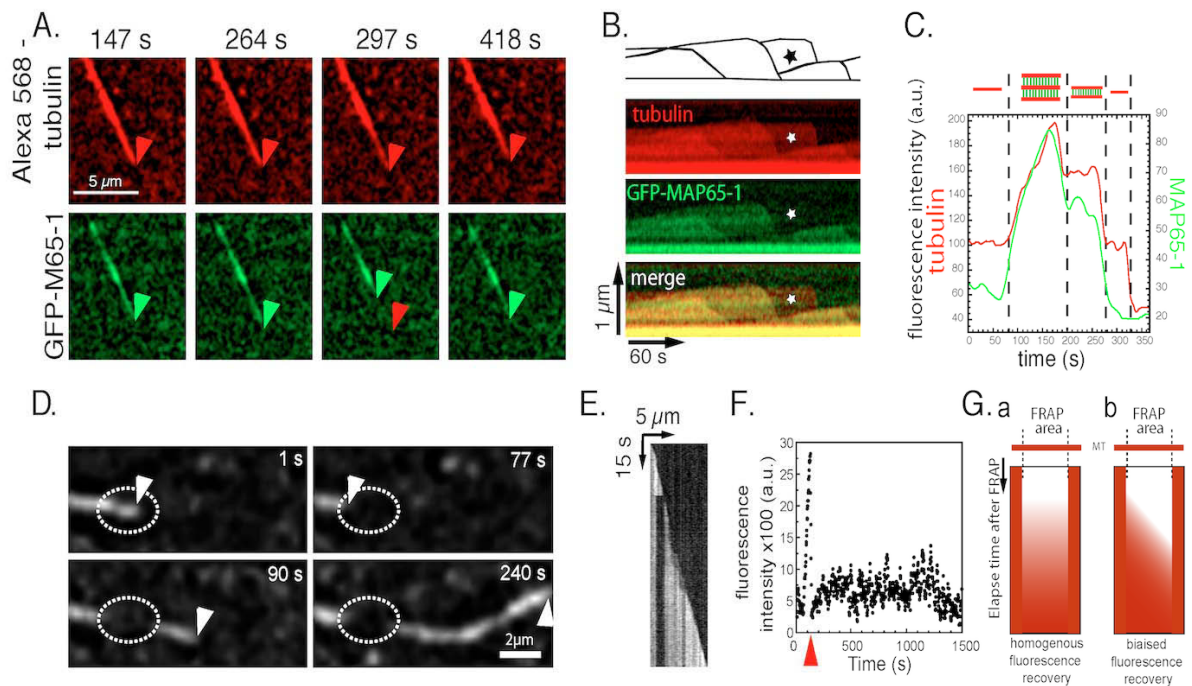 A.
147 s 264 s 297 s 418 s
Alexa 568 -
tubulin
5 µm
GFP-M65-1
B.
tubulin
GFP-MAP65-1
merge
1 µm
60 s
C.
fluorescence intensity (a.u.)
tubulin
200
180
160
140
120
100
80
60
40
90
80
70
60
50
40
30
20
MAP65-1
0 50 100 150 200 250 300 350
time (s)
D.
1 s 77 s
90 s 240 s
2µm
E.
5 µm
15 s
F.
fluorescence
intensity x100 (a.u.)
30
25
20
15
10
5
0
0 500 1000 1500
Time (s)
G. a b
FRAP
area
FRAP
area
MT
Elapse time after FRAP
homogenous
fluorescence
recovery
biaised
fluorescence
recovery